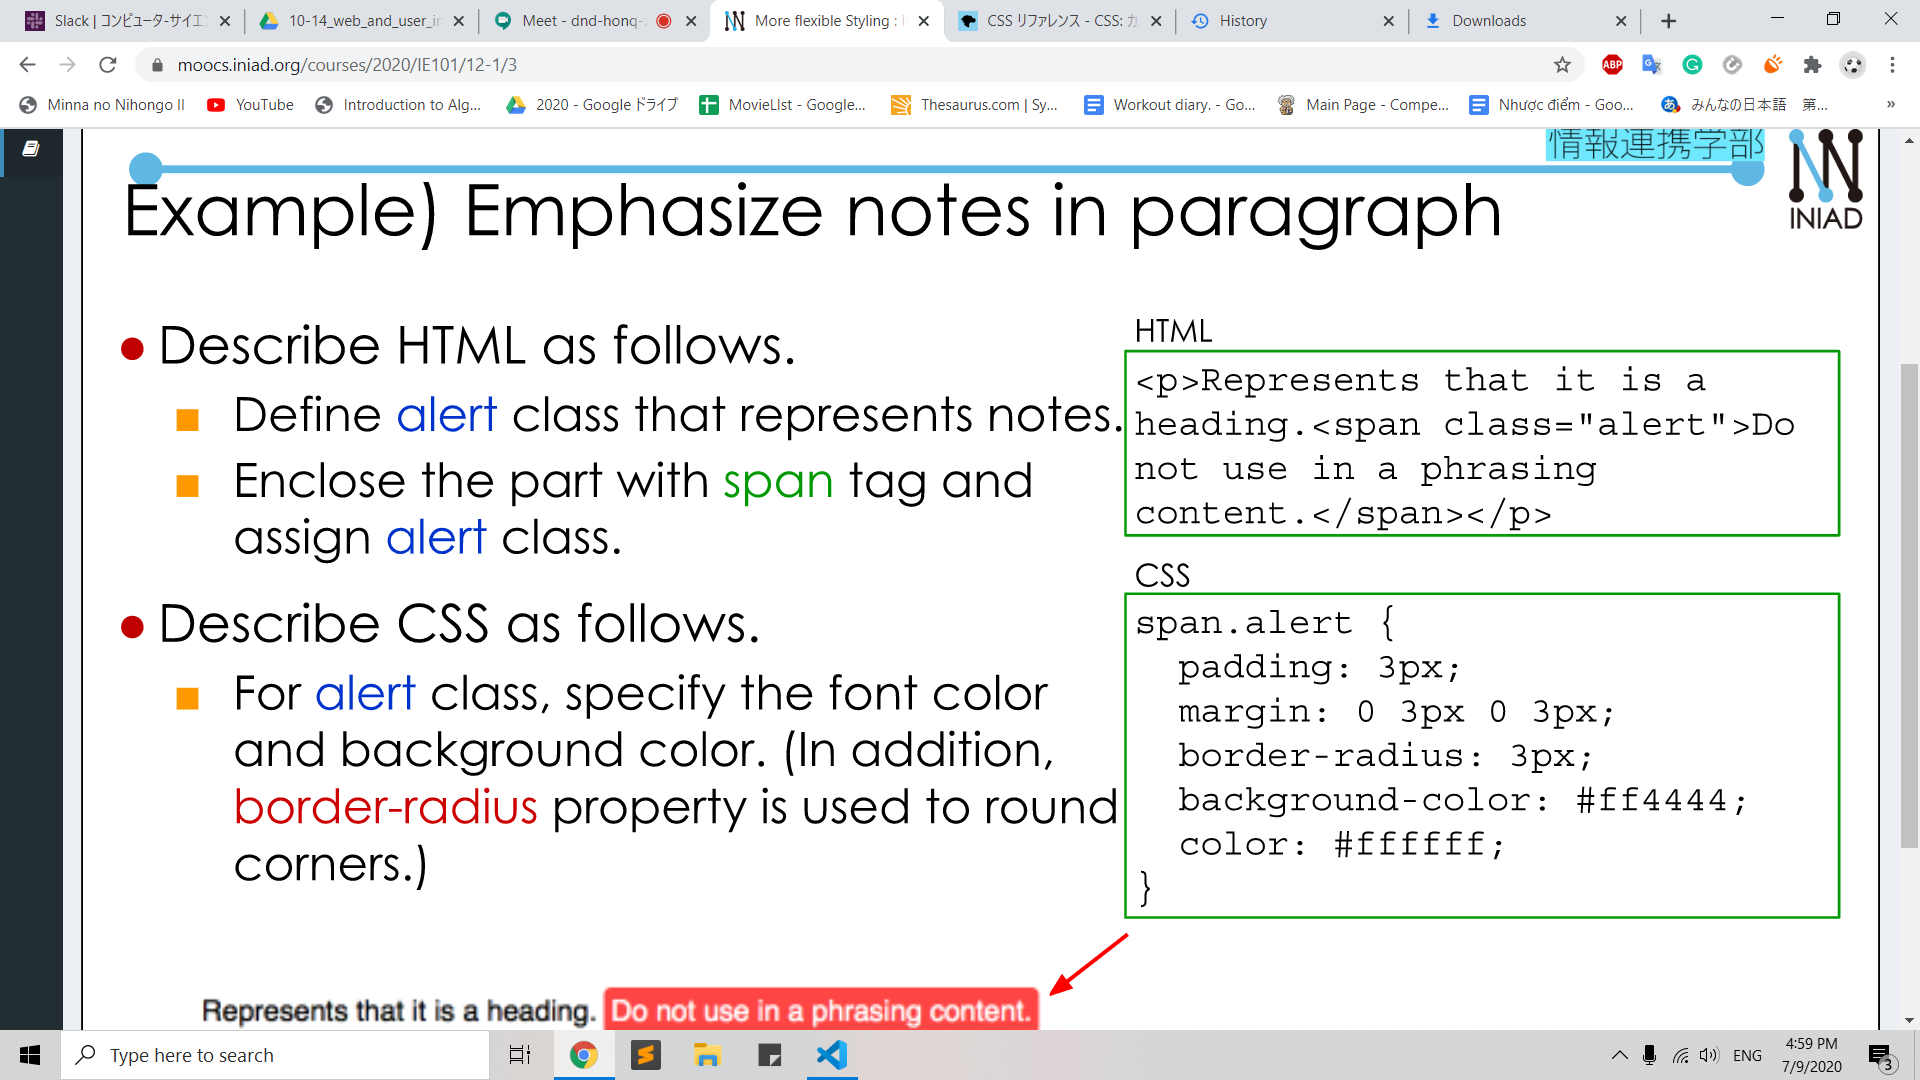 Slack | コンピュータ-サイエ
10-14_web_and_user_in
Meet - dnd-honq-z
More flexible Styling : I
CSS リファレンス - CSS: カ
History
Downloads
moocs.iniad.org/courses/2020/IE101/12-1/3
Minna no Nihongo II
YouTube
Introduction to Alg...
2020 - Google ドライブ
MovieLIst - Google...
Thesaurus.com | Sy...
Workout diary. - Go...
Main Page - Compe...
Nhược điểm - Goo...
みんなの日本語 第...
»
ABP
情報連携学部
INIAD
Example) Emphasize notes in paragraph
Describe HTML as follows.
Define alert class that represents notes.
Enclose the part with span tag and
assign alert class.
Describe CSS as follows.
For alert class, specify the font color
and background color. (In addition,
border-radius property is used to round
corners.)
HTML
<p>Represents that it is a
heading.<span class="alert">Do
not use in a phrasing
content.</span></p>
CSS
span.alert {
padding: 3px;
margin: 0 3px 0 3px;
border-radius: 3px;
background-color: #ff4444;
color: #ffffff;
}
Represents that it is a heading. Do not use in a phrasing content.
Type here to search
ENG
4:59 PM
7/9/2020
3